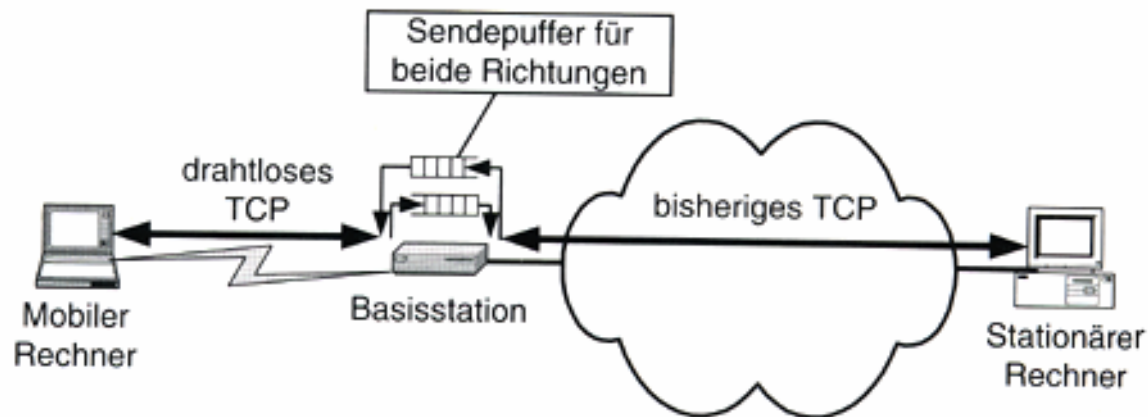 Sendepuffer für
beide Richtungen
drahtloses
TCP
bisheriges TCP
Mobiler
Rechner
Basisstation
Stationärer
Rechner